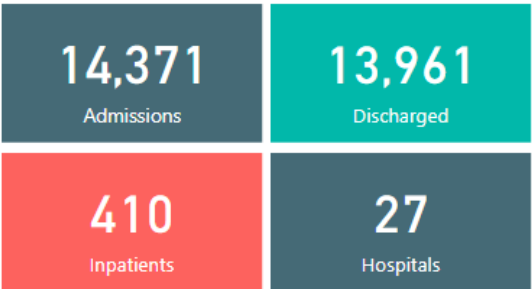 14,371
Admissions
13,961
Discharged
410
Inpatients
27
Hospitals